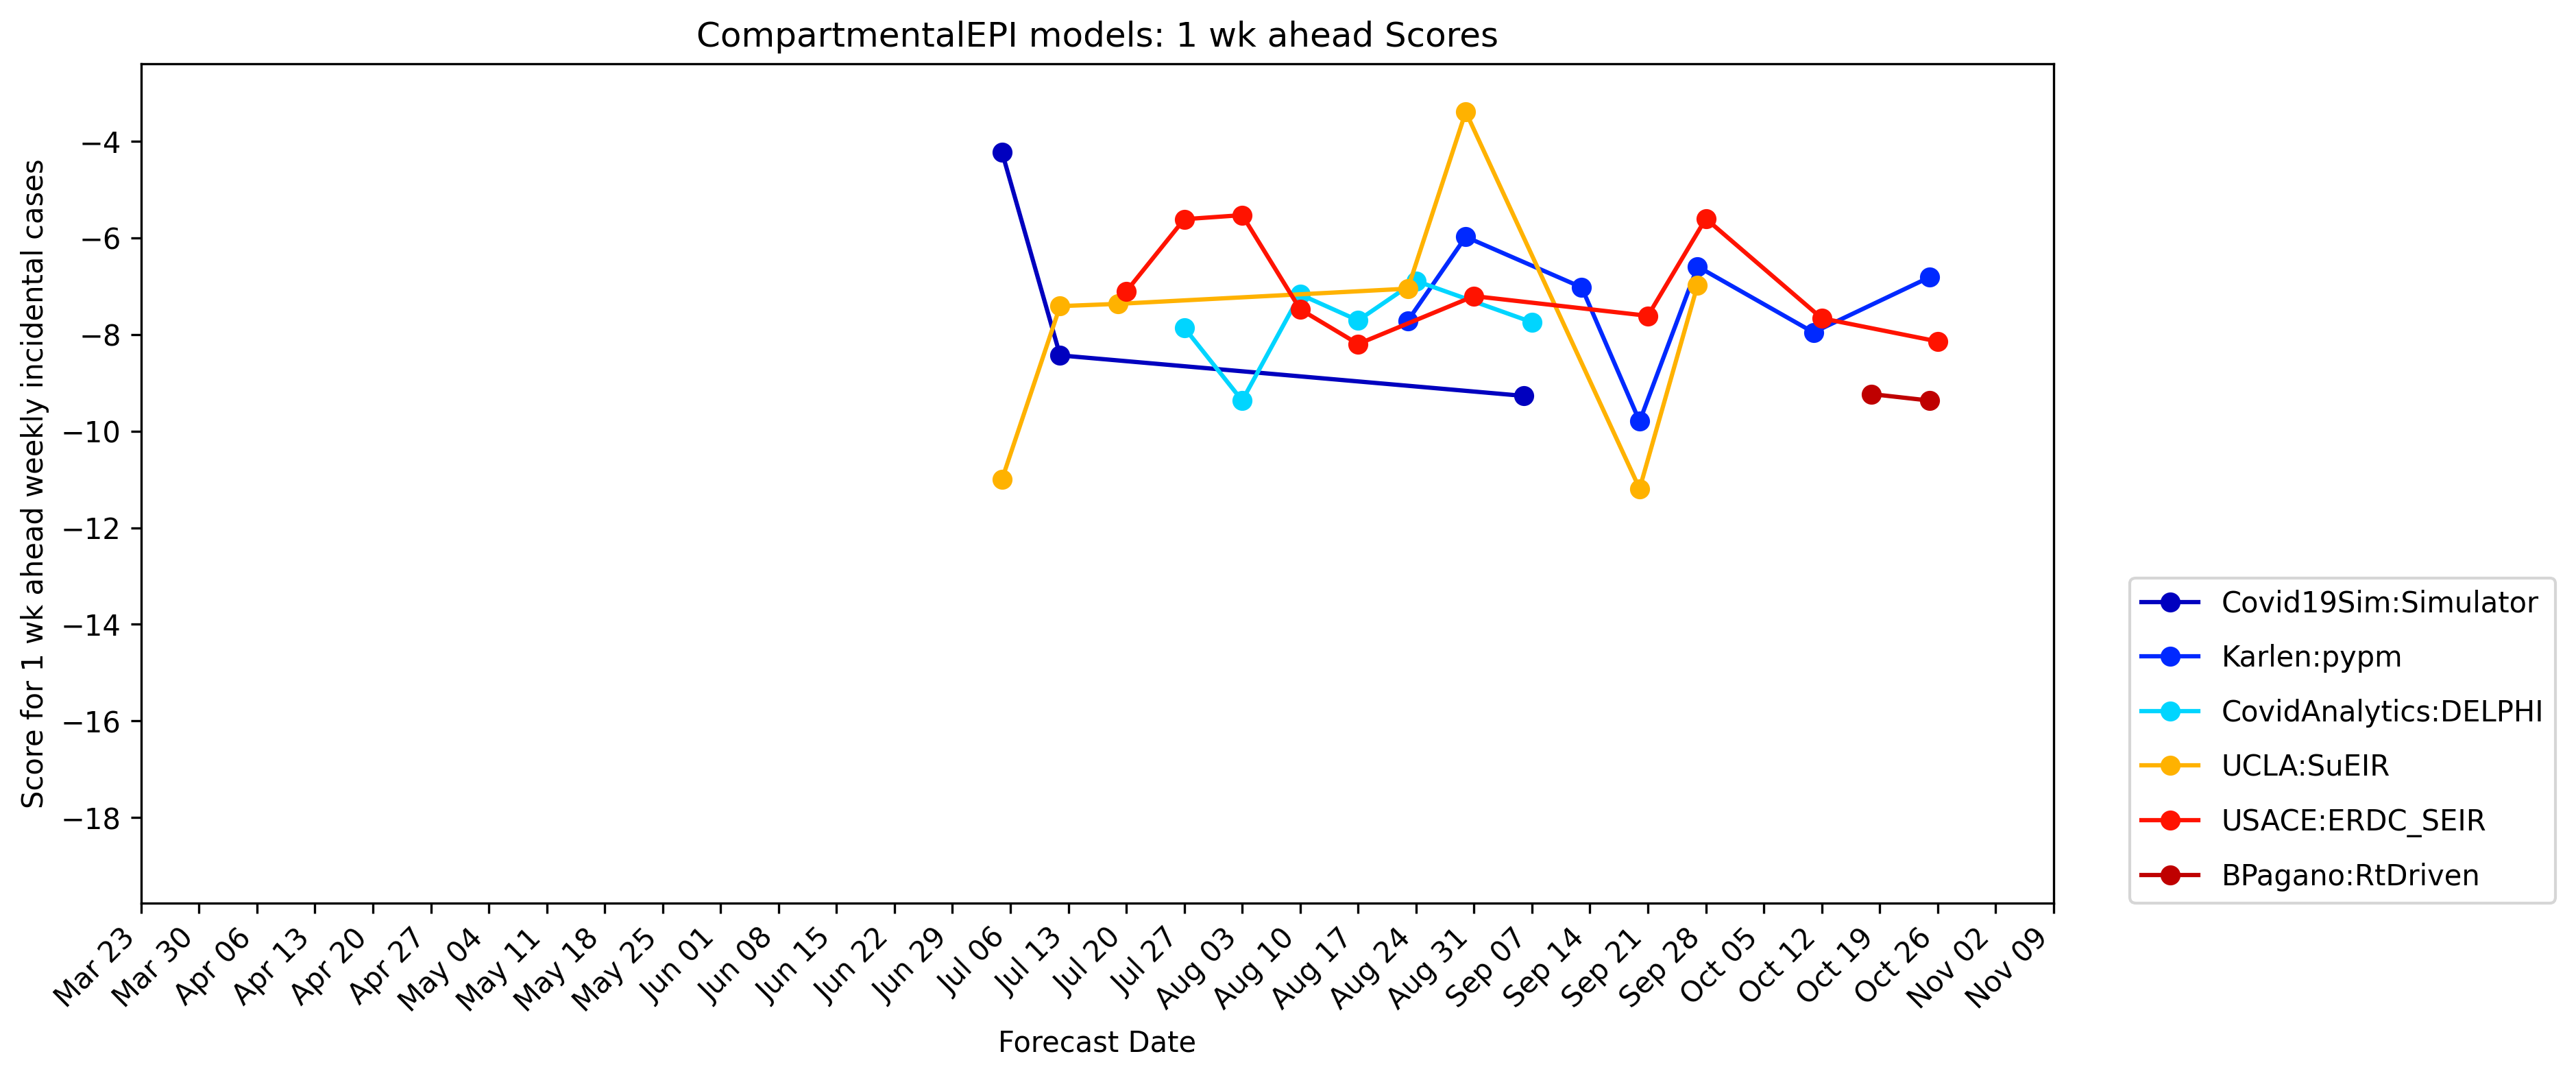 CompartmentalEPI models: 1 wk ahead Scores
Score for 1 wk ahead weekly incidental cases
−4
−6
−8
−10
−12
−14
−16
−18
Mar 23
Mar 30
Apr 06
Apr 13
Apr 20
Apr 27
May 04
May 11
May 18
May 25
Jun 01
Jun 08
Jun 15
Jun 22
Jun 29
Jul 06
Jul 13
Jul 20
Jul 27
Aug 03
Aug 10
Aug 17
Aug 24
Aug 31
Sep 07
Sep 14
Sep 21
Sep 28
Oct 05
Oct 12
Oct 19
Oct 26
Nov 02
Nov 09
Forecast Date
Covid19Sim:Simulator
Karlen:pypm
CovidAnalytics:DELPHI
UCLA:SuEIR
USACE:ERDC_SEIR
BPagano:RtDriven